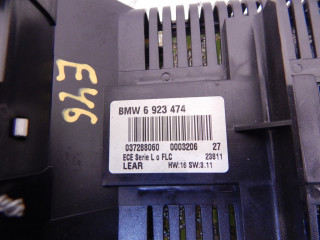 E46
BMW 6 923 474
037288060 0003206 27
ECE Serie L o FLC 23811
LEAR HW:16 SW:3.11